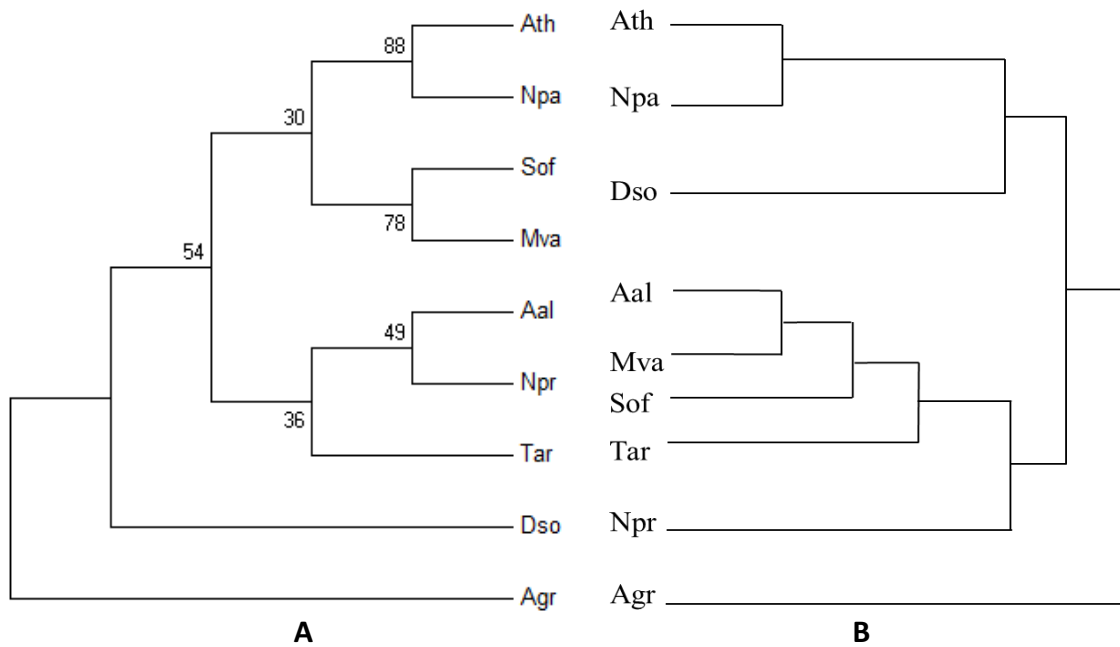 88
30
78
54
49
36
Ath
Npa
Sof
Mva
Aal
Npr
Tar
Dso
Agr
A
Ath
Npa
Dso
Aal
Mva
Sof
Tar
Npr
Agr
B